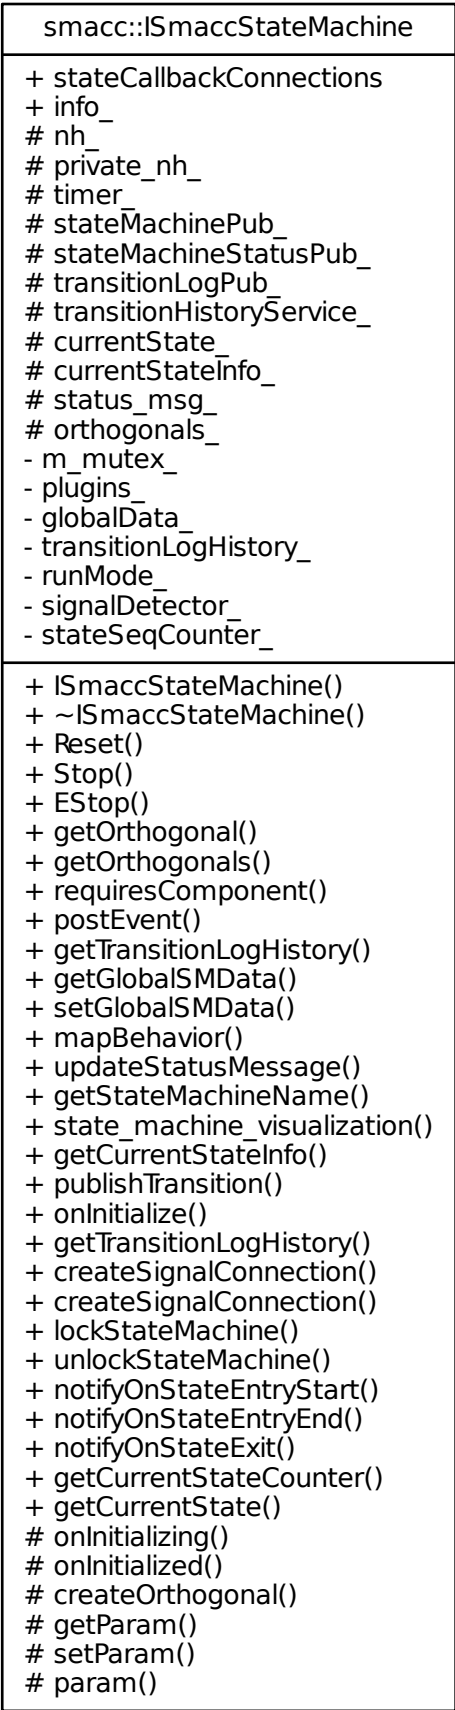 smacc::ISmaccStateMachine
+ stateCallbackConnections
+ info_
# nh_
# private_nh_
# timer_
# stateMachinePub_
# stateMachineStatusPub_
# transitionLogPub_
# transitionHistoryService_
# currentState_
# currentStateInfo_
# status_msg_
# orthogonals_
- m_mutex_
- plugins_
- globalData_
- transitionLogHistory_
- runMode_
- signalDetector_
- stateSeqCounter_
+ ISmaccStateMachine()
+ ~ISmaccStateMachine()
+ Reset()
+ Stop()
+ EStop()
+ getOrthogonal()
+ getOrthogonals()
+ requiresComponent()
+ postEvent()
+ getTransitionLogHistory()
+ getGlobalSMData()
+ setGlobalSMData()
+ mapBehavior()
+ updateStatusMessage()
+ getStateMachineName()
+ state_machine_visualization()
+ getCurrentStateInfo()
+ publishTransition()
+ onInitialize()
+ getTransitionLogHistory()
+ createSignalConnection()
+ createSignalConnection()
+ lockStateMachine()
+ unlockStateMachine()
+ notifyOnStateEntryStart()
+ notifyOnStateEntryEnd()
+ notifyOnStateExit()
+ getCurrentStateCounter()
+ getCurrentState()
# onInitializing()
# onInitialized()
# createOrthogonal()
# getParam()
# setParam()
# param()